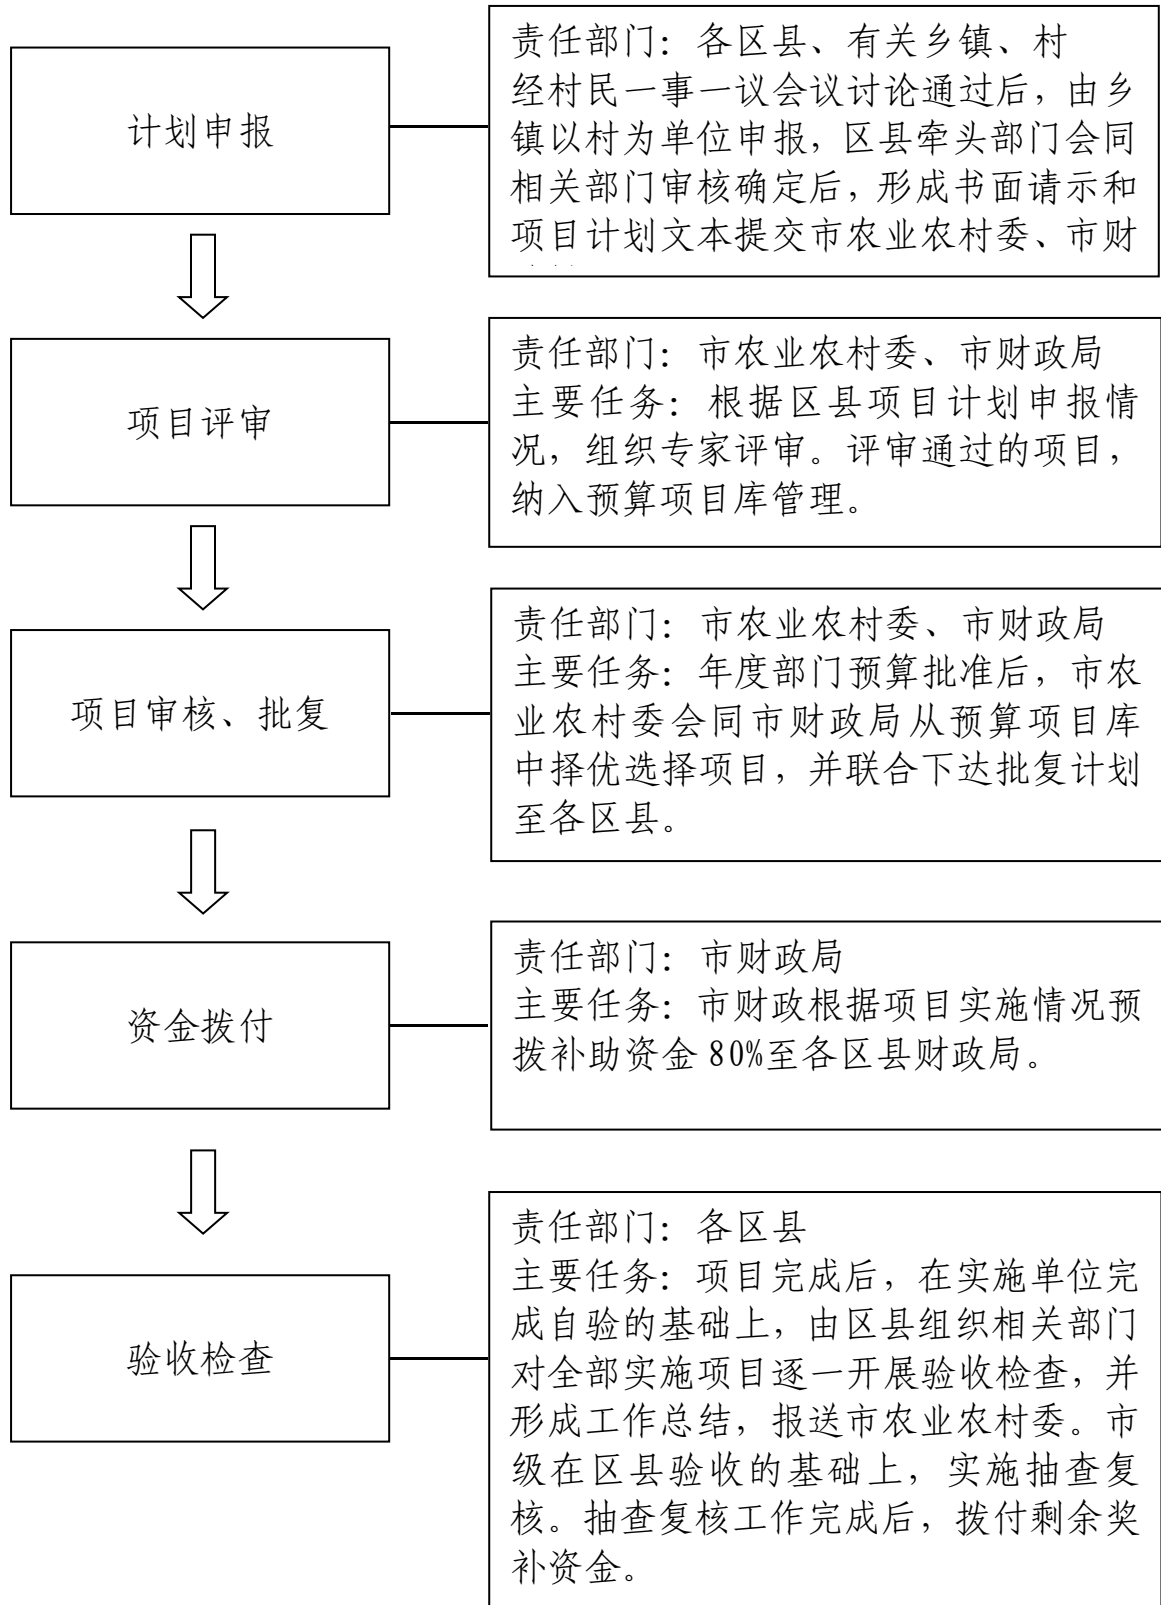 计划申报
责任部门：各区县、有关乡镇、村
经村民一事一议会议讨论通过后，由乡
镇以村为单位申报，区县牵头部门会同
相关部门审核确定后，形成书面请示和
项目计划文本提交市农业农村委、市财
项目评审
责任部门：市农业农村委、市财政局
主要任务：根据区县项目计划申报情
况，组织专家评审。评审通过的项目，
纳入预算项目库管理。
项目审核、批复
责任部门：市农业农村委、市财政局
主要任务：年度部门预算批准后，市农
业农村委会同市财政局从预算项目库
中择优选择项目，并联合下达批复计划
至各区县。
资金拨付
责任部门：市财政局
主要任务：市财政根据项目实施情况预
拨补助资金 80%至各区县财政局。
验收检查
责任部门：各区县
主要任务：项目完成后，在实施单位完
成自验的基础上，由区县组织相关部门
对全部实施项目逐一开展验收检查，并
形成工作总结，报送市农业农村委。市
级在区县验收的基础上，实施抽查复
核。抽查复核工作完成后，拨付剩余奖
补资金。